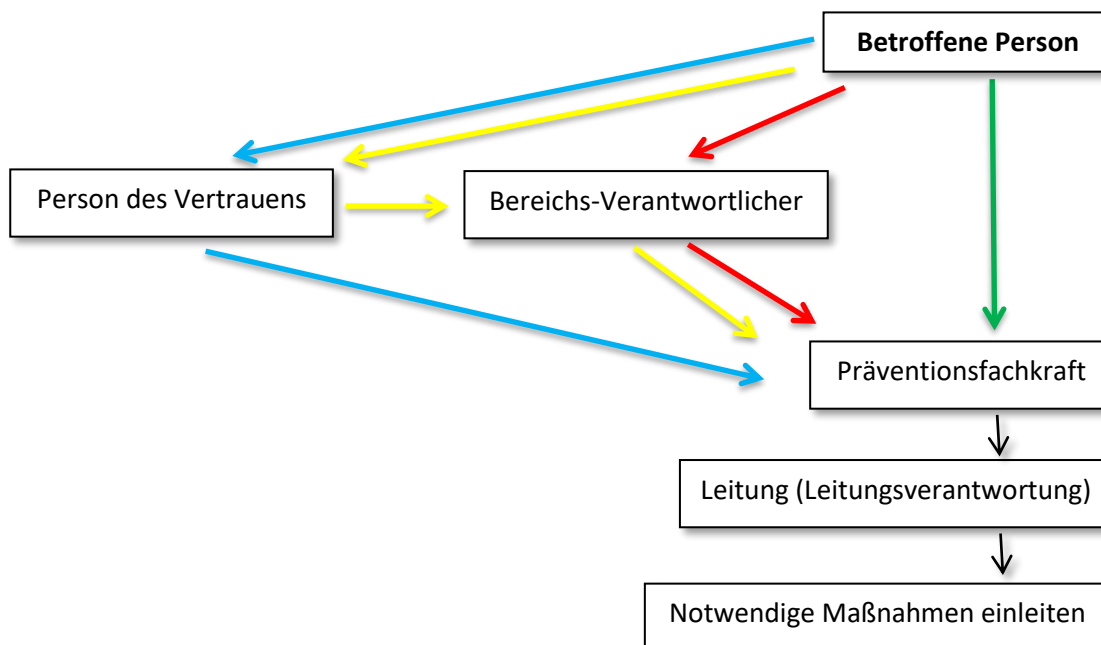 Betroffene Person
Person des Vertrauens
Bereichs-Verantwortlicher
Präventionsfachkraft
Leitung (Leitungsverantwortung)
Notwendige Maßnahmen einleiten